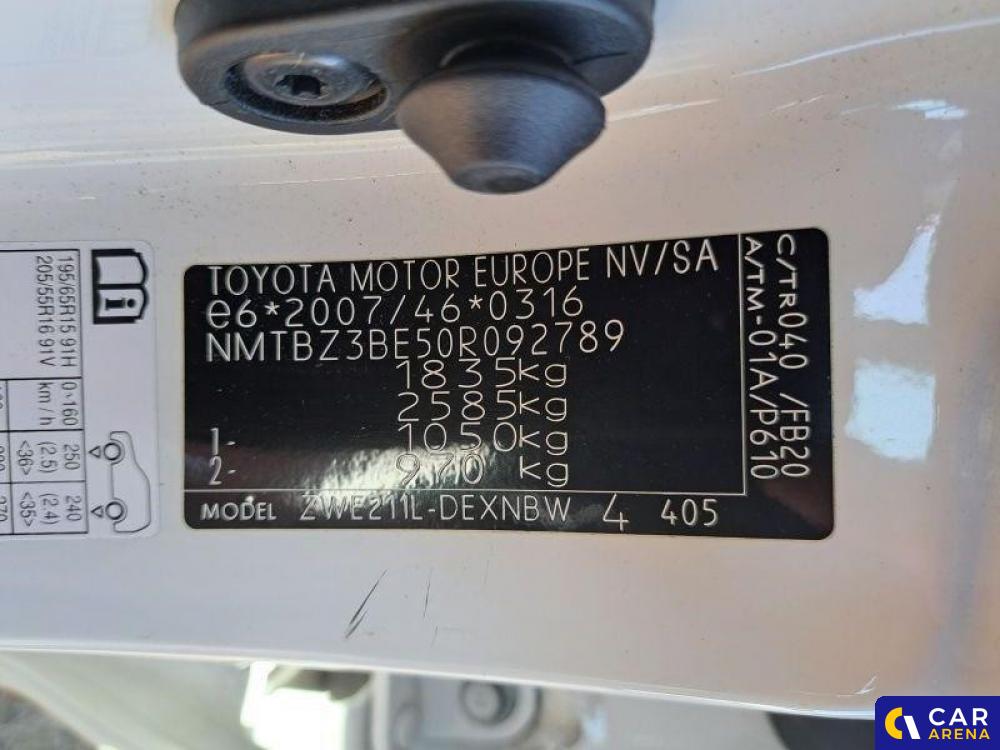 TOYOTA MOTOR EUROPE NV/SA
e6*2007/46*0316
NMTBZ3BE50R092789
1835kg
2585kg
1- 1050kg
2- 970 kg
MODEL ZWE211L-DEXNBW 4 405
C/TR040 /FB20
A/TM-01A/P610
195/65R15 91H
205/55R16 91V
0>160
km / h
250
(2.5)
<36>
240
(2.4)
<35>
CAR
ARENA